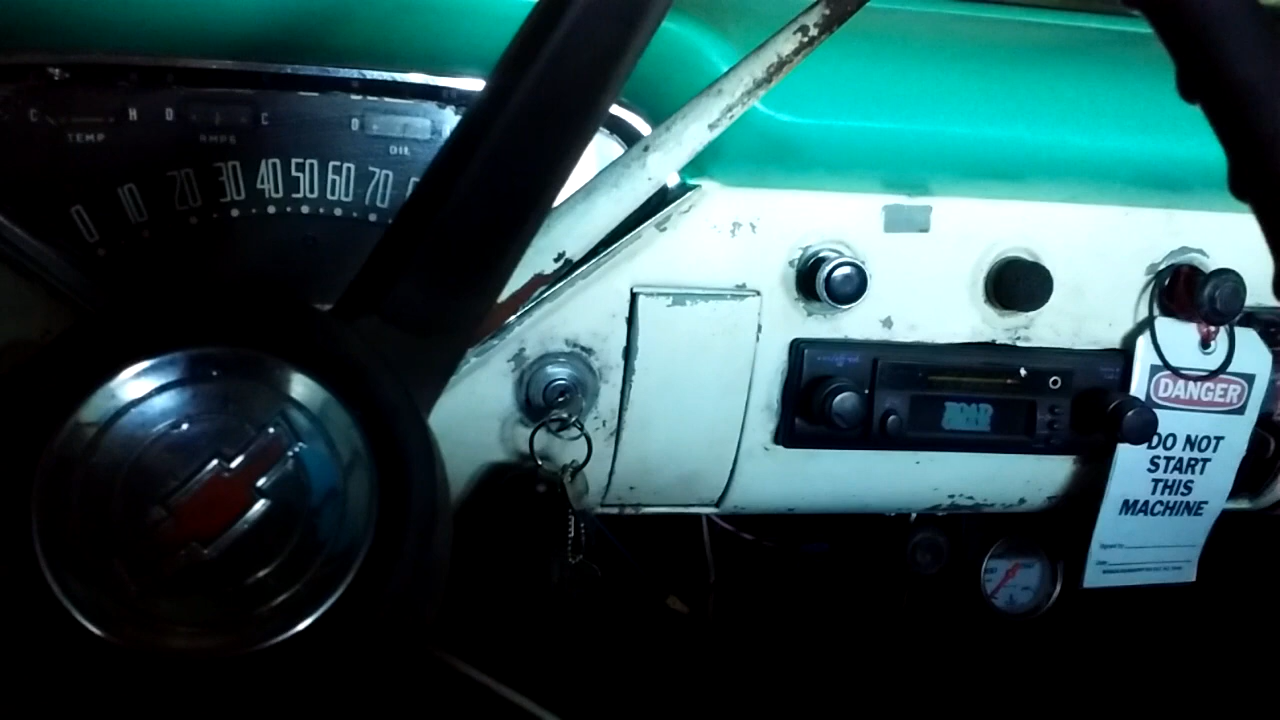 C H D C D
TEMP AMPS OIL
0 10 20 30 40 50 60 70
DANGER
DO NOT
START
THIS
MACHINE